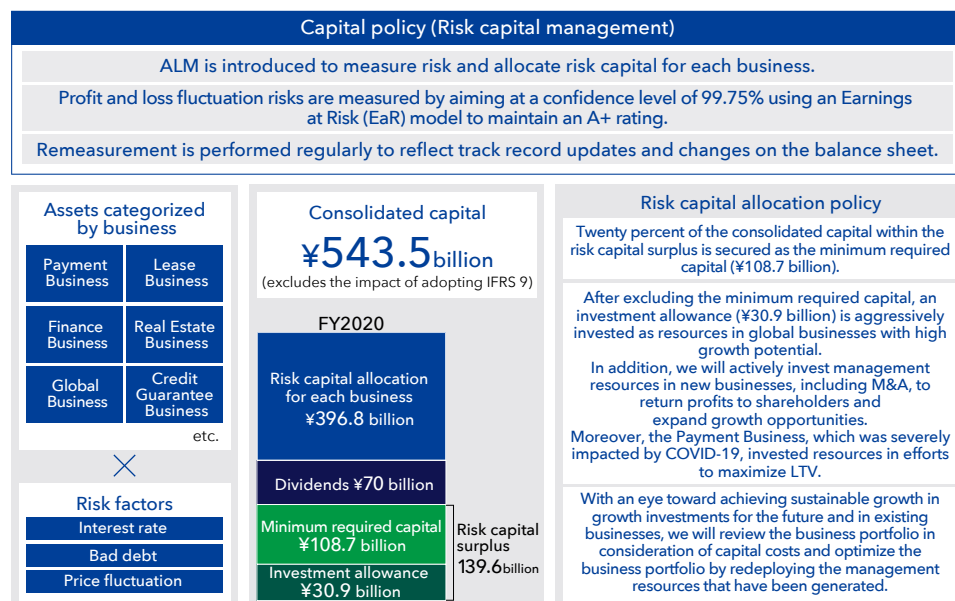 Capital policy (Risk capital management)
ALM is introduced to measure risk and allocate risk capital for each business.
Profit and loss fluctuation risks are measured by aiming at a confidence level of 99.75% using an Earnings
at Risk (EaR) model to maintain an A+ rating.
Remeasurement is performed regularly to reflect track record updates and changes on the balance sheet.
Assets categorized
by business
Payment
Business
Lease
Business
Finance
Business
Real Estate
Business
Global
Business
Credit
Guarantee
Business
etc.
×
Risk factors
Interest rate
Bad debt
Price fluctuation
Consolidated capital
¥543.5 billion
(excludes the impact of adopting IFRS 9)
FY2020
Risk capital allocation
for each business
¥396.8 billion
Dividends ¥70 billion
Minimum required capital
¥108.7 billion
Investment allowance
¥30.9 billion
Risk capital
surplus
139.6 billion
Risk capital allocation policy
Twenty percent of the consolidated capital within the
risk capital surplus is secured as the minimum required
capital (¥108.7 billion).
After excluding the minimum required capital, an
investment allowance (¥30.9 billion) is aggressively
invested as resources in global businesses with high
growth potential.
In addition, we will actively invest management
resources in new businesses, including M&A, to
return profits to shareholders and
expand growth opportunities.
Moreover, the Payment Business, which was severely
impacted by COVID-19, invested resources in efforts
to maximize LTV.
With an eye toward achieving sustainable growth in
growth investments for the future and in existing
businesses, we will review the business portfolio in
consideration of capital costs and optimize the
business portfolio by redeploying the management
resources that have been generated.